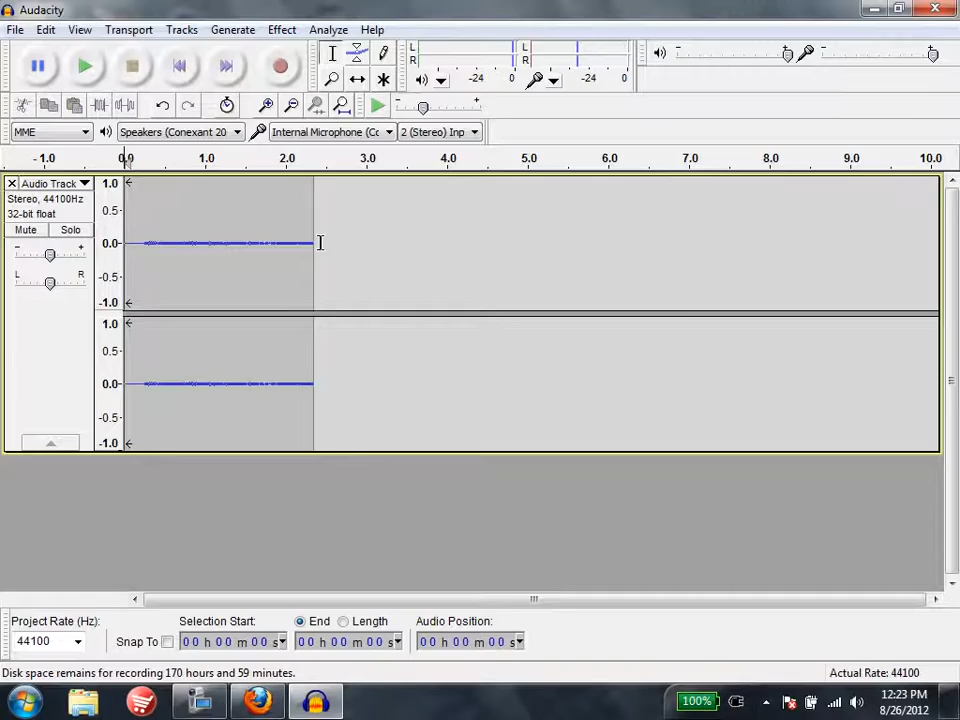 Audacity
File Edit View Transport Tracks Generate Effect Analyze Help
L R -24 0 L R -24 0
MME Speakers (Conexant 20 Internal Microphone (Cc 2 (Stereo) Inp
- 1.0 0.0 1.0 2.0 3.0 4.0 5.0 6.0 7.0 8.0 9.0 10.0
Audio Track 1.0
Stereo, 44100Hz
32-bit float 0.5
Mute Solo
- + 0.0
L R -0.5
-1.0
1.0
0.5
0.0
-0.5
-1.0
Project Rate (Hz): Selection Start: End Length Audio Position:
44100 Snap To 00 h 00 m 00 s 00 h 00 m 00 s 00 h 00 m 00 s
Disk space remains for recording 170 hours and 59 minutes. Actual Rate: 44100
100% 12:23 PM
8/26/2012